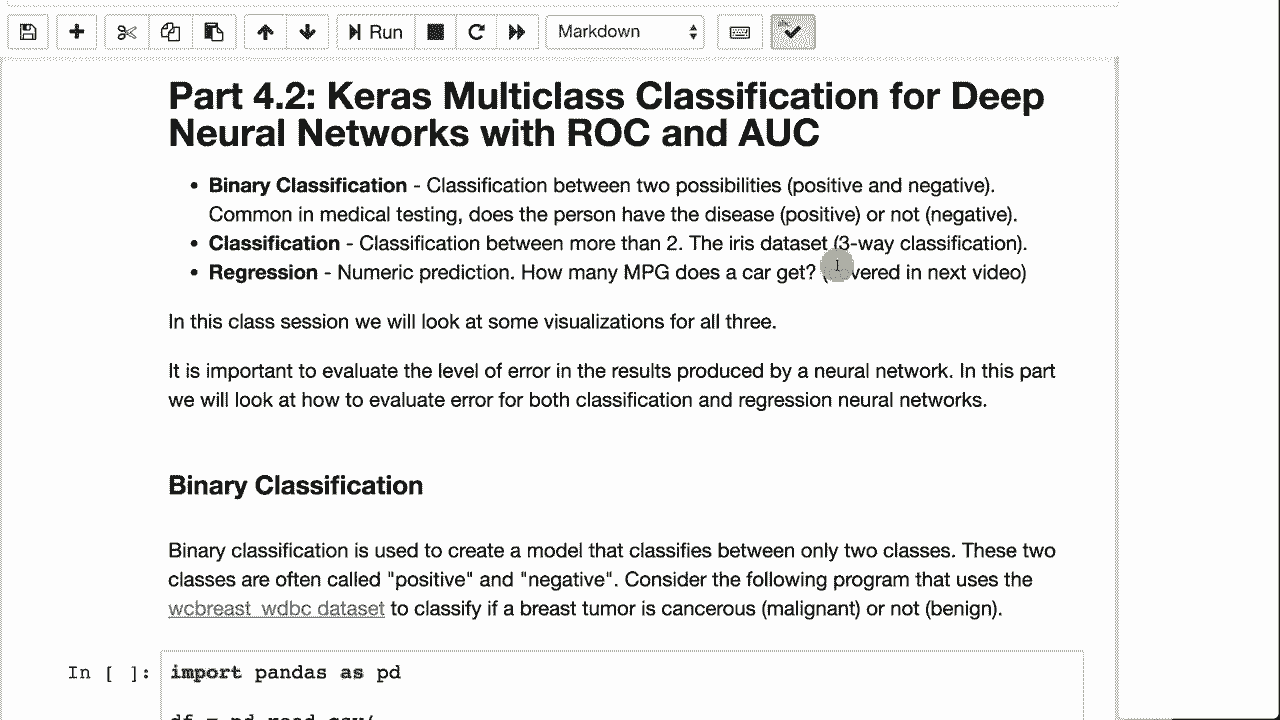 Run
Markdown
Part 4.2: Keras Multiclass Classification for Deep
Neural Networks with ROC and AUC
• Binary Classification - Classification between two possibilities (positive and negative).
Common in medical testing, does the person have the disease (positive) or not (negative).
• Classification - Classification between more than 2. The iris dataset (3-way classification).
• Regression - Numeric prediction. How many MPG does a car get? (covered in next video)
In this class session we will look at some visualizations for all three.
It is important to evaluate the level of error in the results produced by a neural network. In this part
we will look at how to evaluate error for both classification and regression neural networks.
Binary Classification
Binary classification is used to create a model that classifies between only two classes. These two
classes are often called "positive" and "negative". Consider the following program that uses the
wcbreast_wdbc dataset to classify if a breast tumor is cancerous (malignant) or not (benign).
In [ ]: import pandas as pd
df = pd.read_csv(